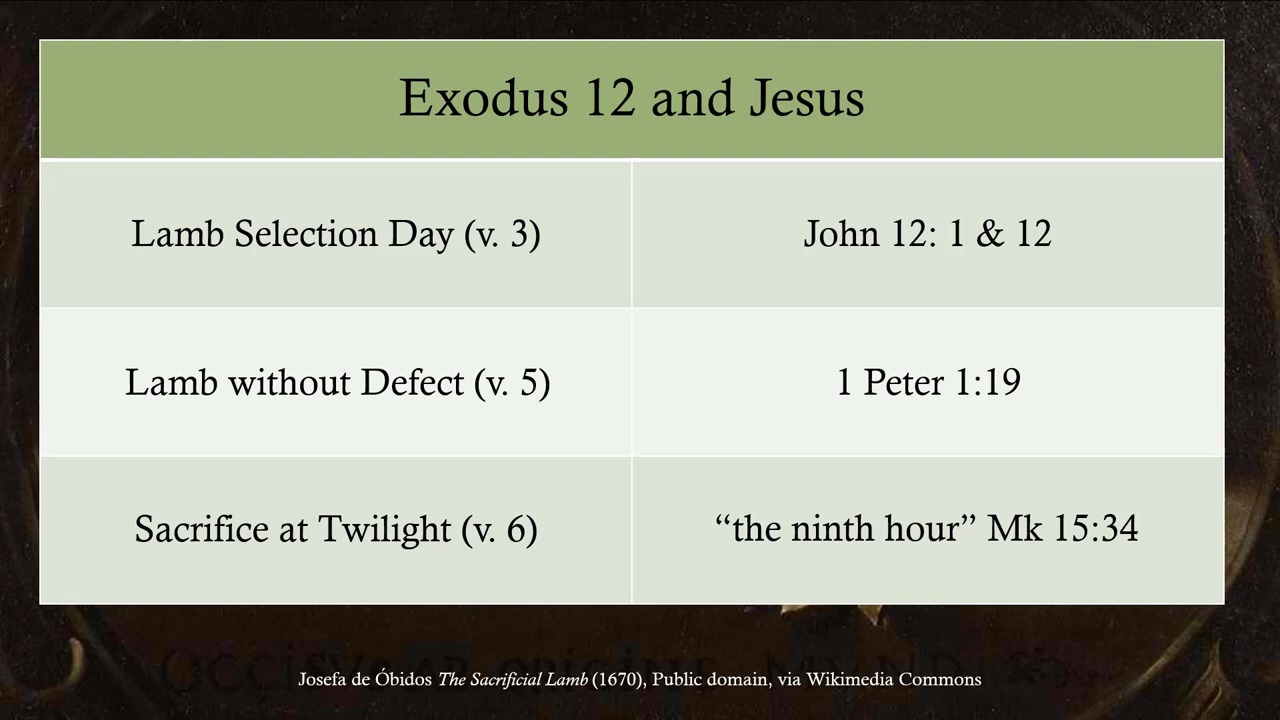 Exodus 12 and Jesus
Lamb Selection Day (v. 3)
John 12: 1 & 12
Lamb without Defect (v. 5)
1 Peter 1:19
Sacrifice at Twilight (v. 6)
“the ninth hour” Mk 15:34
Josefa de Óbidos The Sacrificial Lamb (1670), Public domain, via Wikimedia Commons